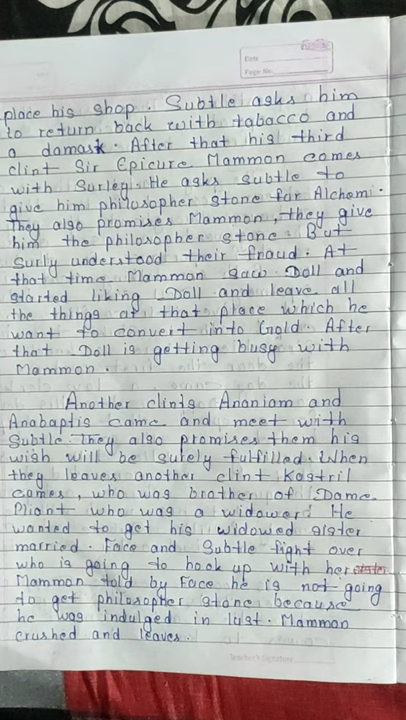 Date
Page No.
place his shop. Subtle asks him
to return back with tobacco and
a damask. After that his third
clint Sir Epicure Mammon comes
with Surley. He asks Subtle to
give him philosopher stone for Alchemi.
They also promises Mammon, they give
him the philosopher stone. But
Surly understood their fraud. At
that time Mammon saw Doll and
started liking Doll and leave all
the things of that place which he
want to convert into Gold. After
that Doll is getting busy with
Mammon.
Another clints Ananiam and
Anabaptis came and meet with
Subtle. They also promises them his
wish will be surely fulfilled. When
they leaves another clint Kastril
comes, who was brother of Dame
Pliant who was a widowerd. He
wanted to get his widowed sister
married. Face and Subtle fight over
who is going to hook up with her
Mammon told by Face he is not going
to get philosopher stone because
he was indulged in lust. Mammon
crushed and leaves.
Teacher's Signature